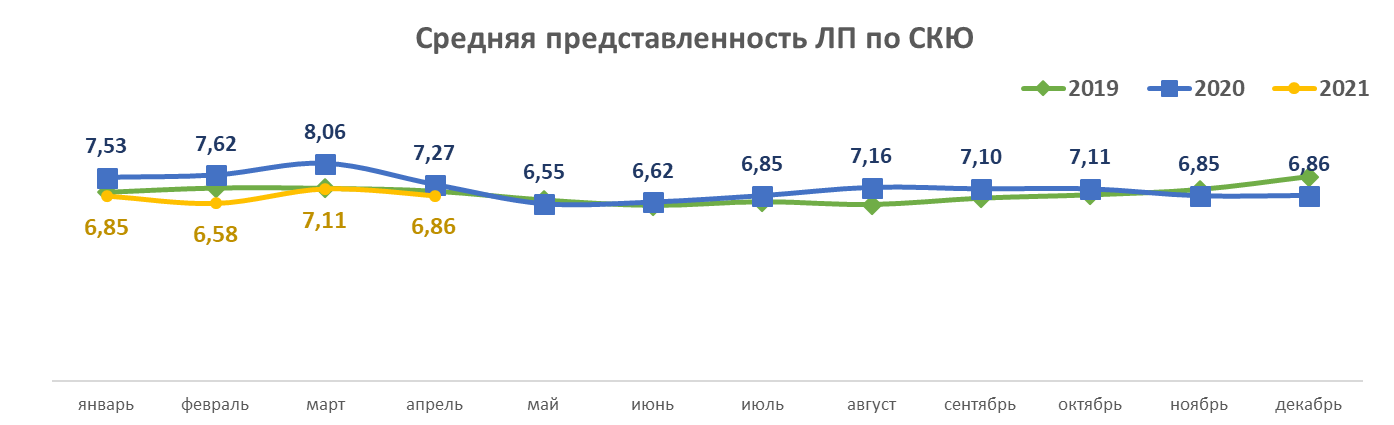 Средняя представленность ЛП по СКЮ
2019 2020 2021
7,53 7,62 8,06 7,27 6,55 6,62 6,85 7,16 7,10 7,11 6,85 6,86
6,85 6,58 7,11 6,86
январь февраль март апрель май июнь июль август сентябрь октябрь ноябрь декабрь